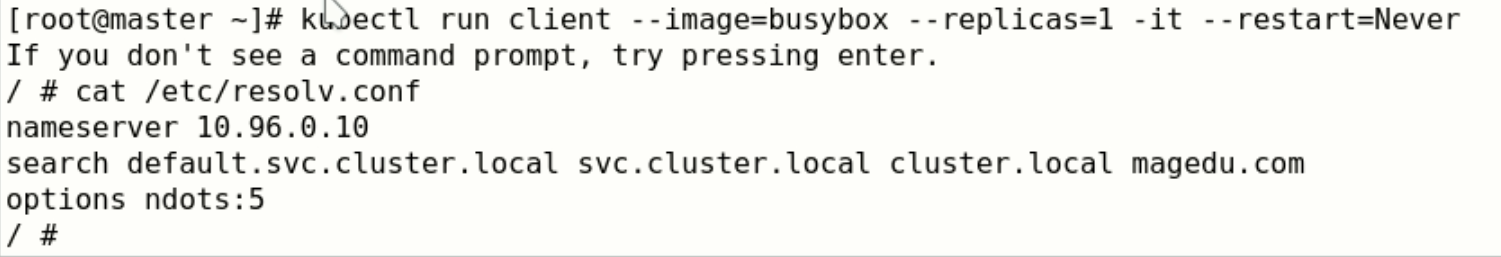 [root@master ~]# kubectl run client --image=busybox --replicas=1 -it --restart=Never
If you don't see a command prompt, try pressing enter.
/ # cat /etc/resolv.conf
nameserver 10.96.0.10
search default.svc.cluster.local svc.cluster.local cluster.local magedu.com
options ndots:5
/ #